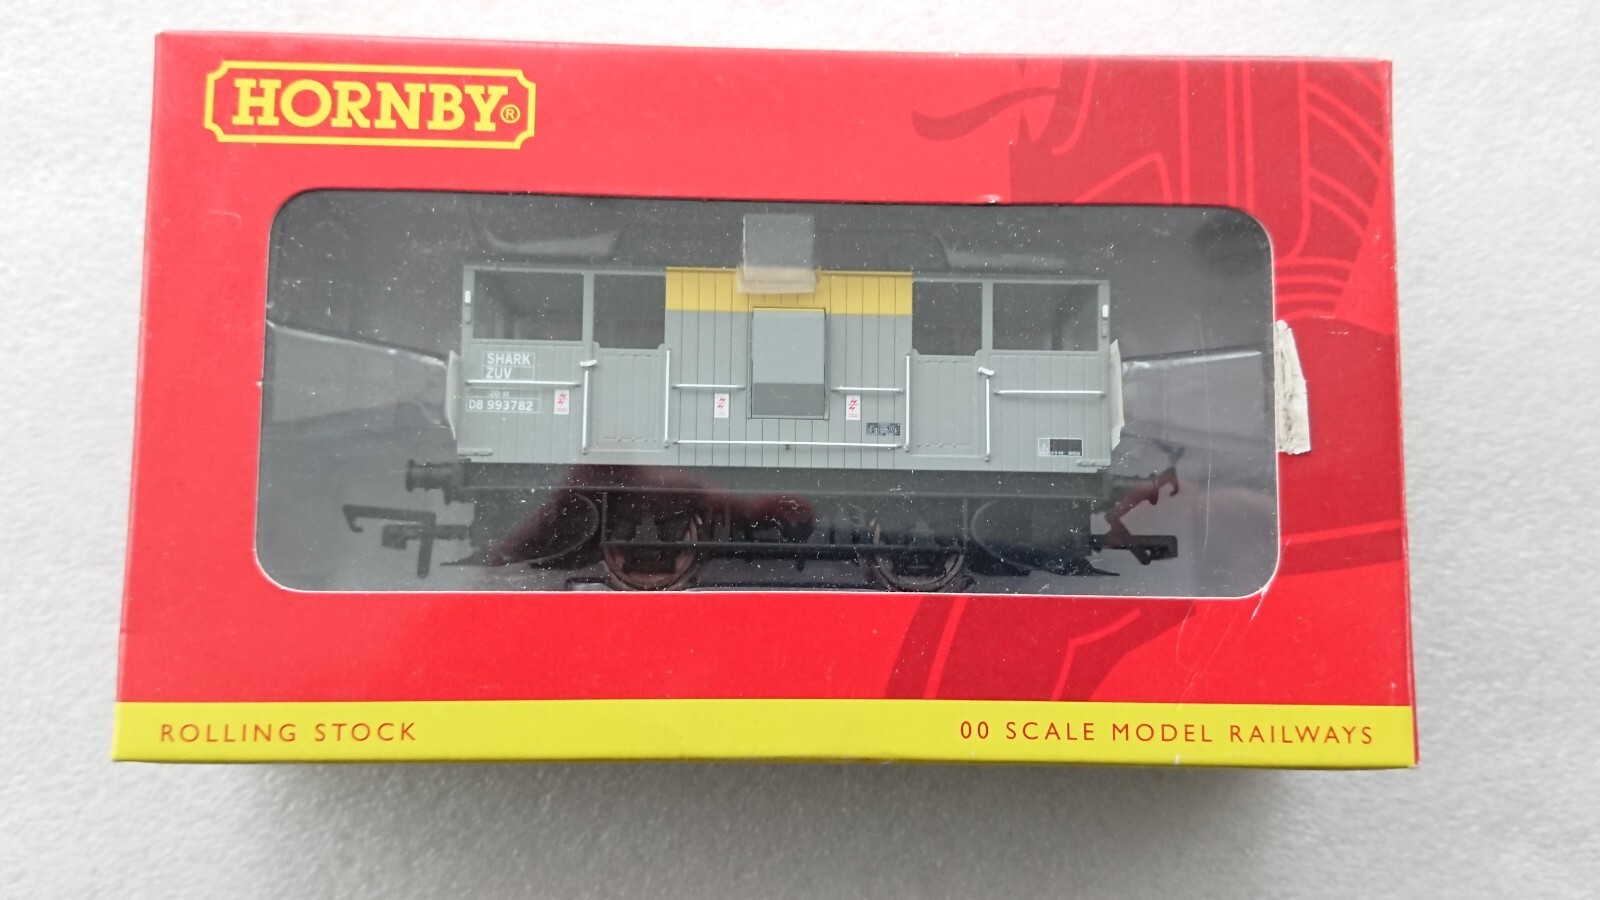 HORNBY®
SHARK
ZUV
DB 993782
ROLLING STOCK
00 SCALE MODEL RAILWAYS